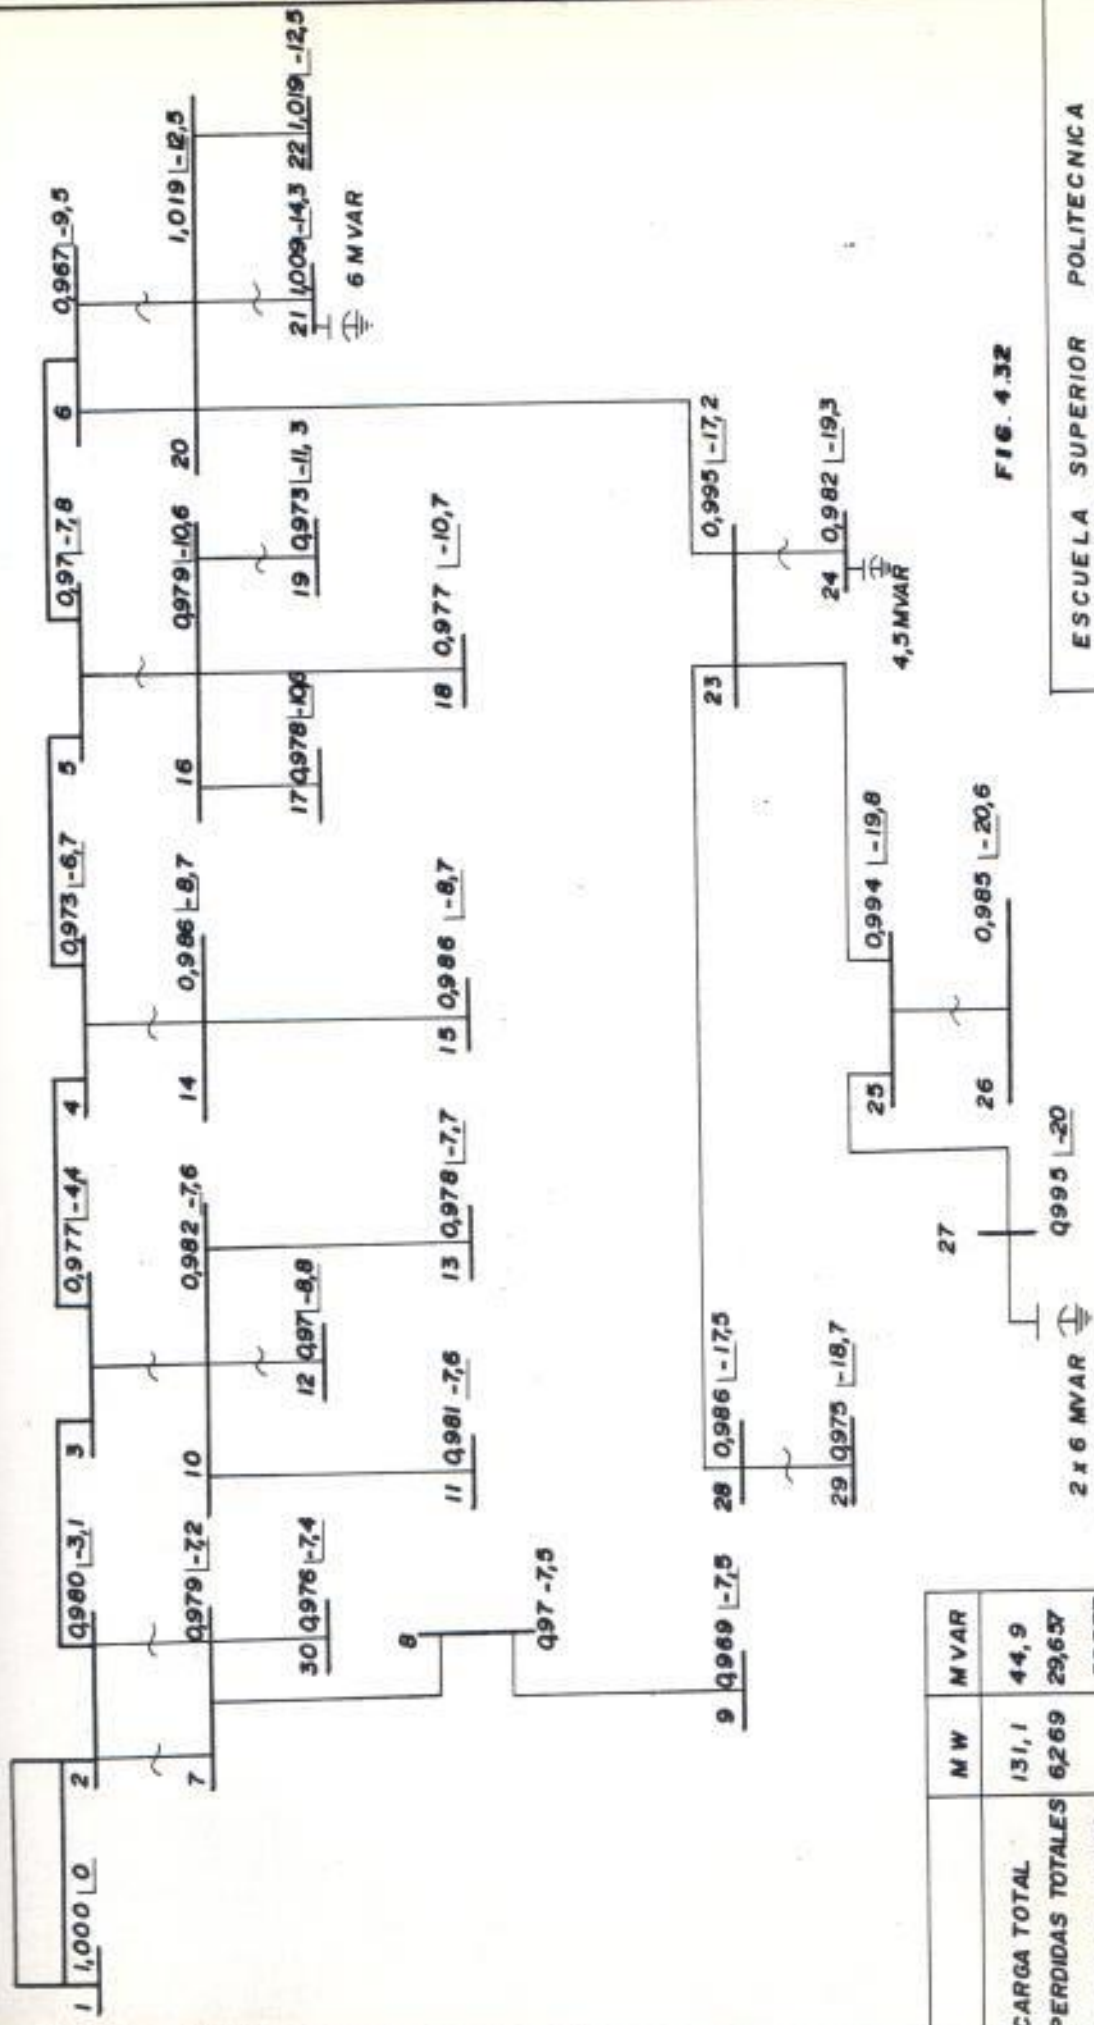 1 1,000 |0
2 0,980 |-3,1
3 0,977 |-4,4
4 0,973 |-6,7
5 0,97 |-7,8
6 0,967 |-9,5
7 0,979 |-7,2
10 0,982 -7,6
14 0,986 |-8,7
16 0,979 |-10,6
20 1,019 |-12,5
30 0,976 |-7,4
12 0,97 |-8,8
17 0,978 |-10,6
19 0,973 |-11,3
21 1,009 -14,3
22 1,019 |-12,5
6 MVAR
8
0,97 -7,5
11 0,981 -7,6
13 0,978 |-7,7
15 0,986 |-8,7
18 0,977 |-10,7
9 0,969 |-7,5
28 0,986 |-17,5
23 0,995 |-17,2
29 0,975 |-18,7
24 0,982 |-19,3
4,5 MVAR
25 0,994 |-19,8
26 0,985 |-20,6
27
0,995 |-20
2 x 6 MVAR
FIG. 4.32
MW MVAR
CARGA TOTAL 131,1 44,9
PERDIDAS TOTALES 6,269 29,657
ESCUELA SUPERIOR POLITECNICA